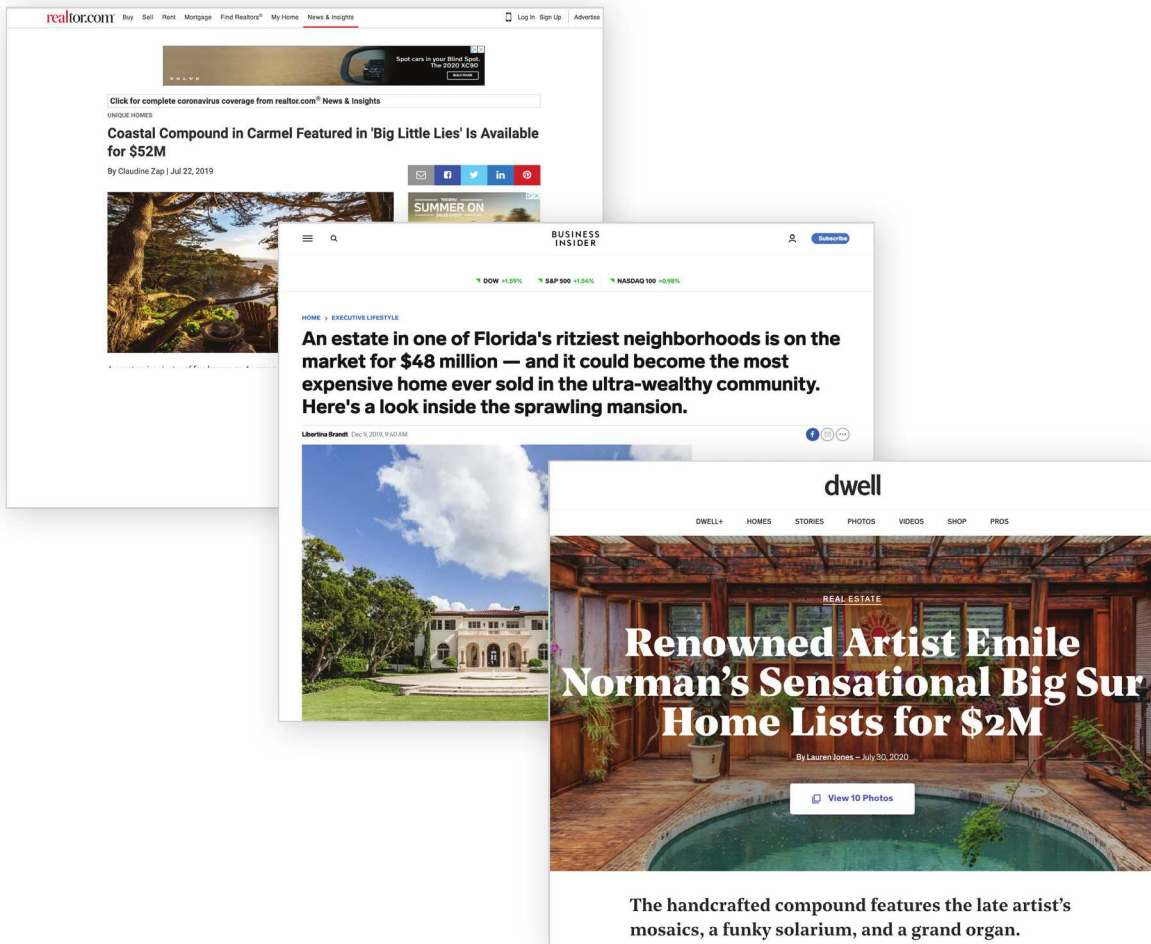 realtor.com® Buy Sell Rent Mortgage Find Realtors® My Home News & Insights Log In Sign Up Advertise
VOLVO
Spot cars in your Blind Spot.
The 2020 XC90
Click for complete coronavirus coverage from realtor.com® News & Insights
UNIQUE HOMES
Coastal Compound in Carmel Featured in 'Big Little Lies' Is Available
for $52M
By Claudine Zap | Jul 22, 2019
SUMMER ON
BUSINESS
INSIDER
Subscribe
DOW +1.59% S&P 500 +1.54% NASDAQ 100 +0.98%
HOME > EXECUTIVE LIFESTYLE
An estate in one of Florida's ritziest neighborhoods is on the
market for $48 million — and it could become the most
expensive home ever sold in the ultra-wealthy community.
Here's a look inside the sprawling mansion.
Libertina Brandt Dec 9, 2019, 9:40 AM
dwell
DWELL+ HOMES STORIES PHOTOS VIDEOS SHOP PROS
REAL ESTATE
Renowned Artist Emile
Norman's Sensational Big Sur
Home Lists for $2M
By Lauren Jones – July 30, 2020
View 10 Photos
The handcrafted compound features the late artist's
mosaics, a funky solarium, and a grand organ.